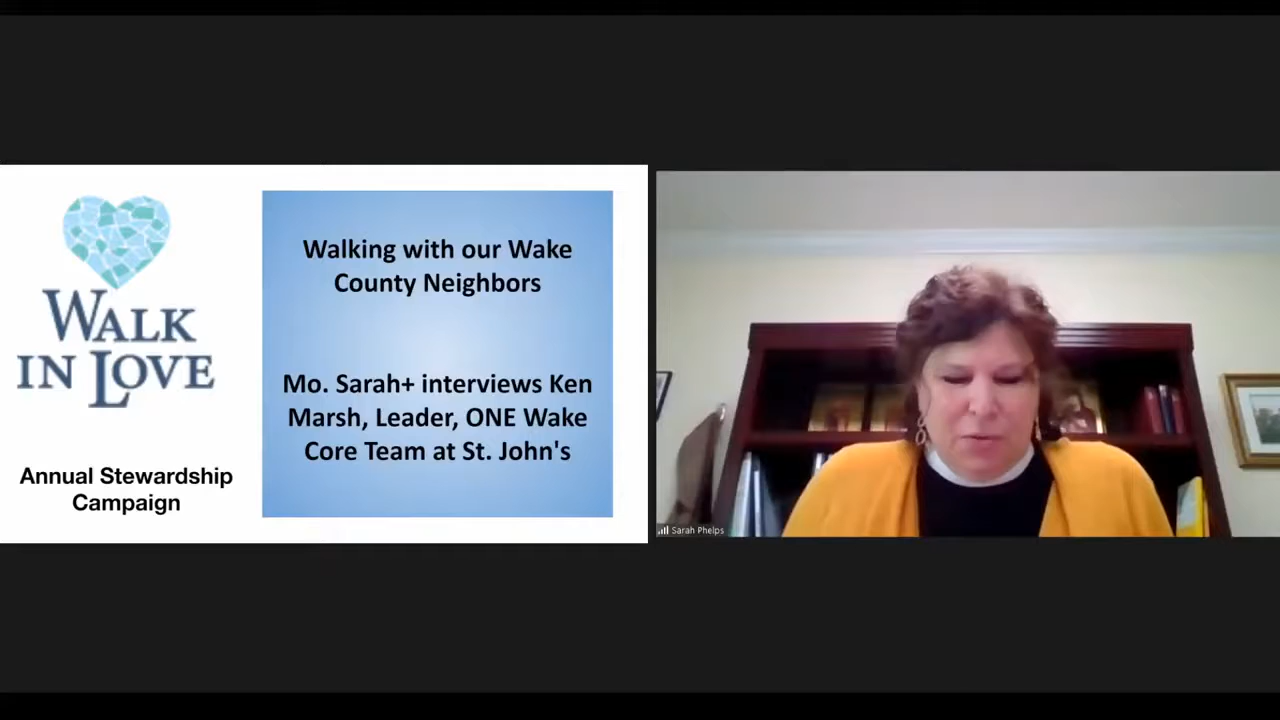 WALK
IN LOVE
Annual Stewardship
Campaign
Walking with our Wake
County Neighbors
Mo. Sarah+ interviews Ken
Marsh, Leader, ONE Wake
Core Team at St. John's
Sarah Phelps